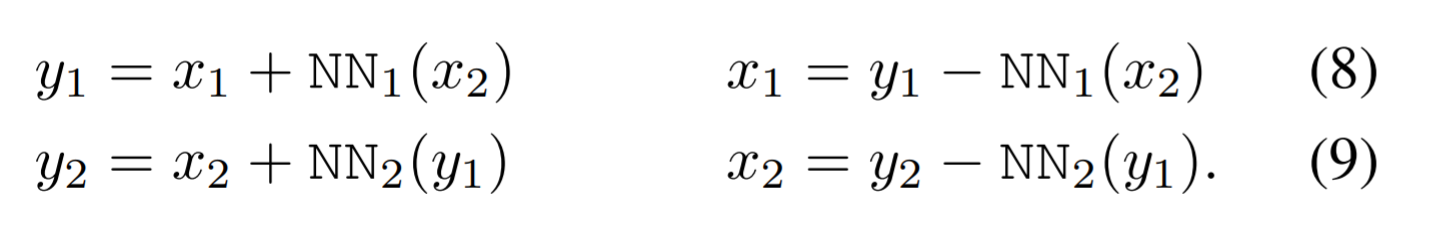 y₁ = x₁ + NN₁(x₂) x₁ = y₁ − NN₁(x₂) (8)
y₂ = x₂ + NN₂(y₁) x₂ = y₂ − NN₂(y₁). (9)